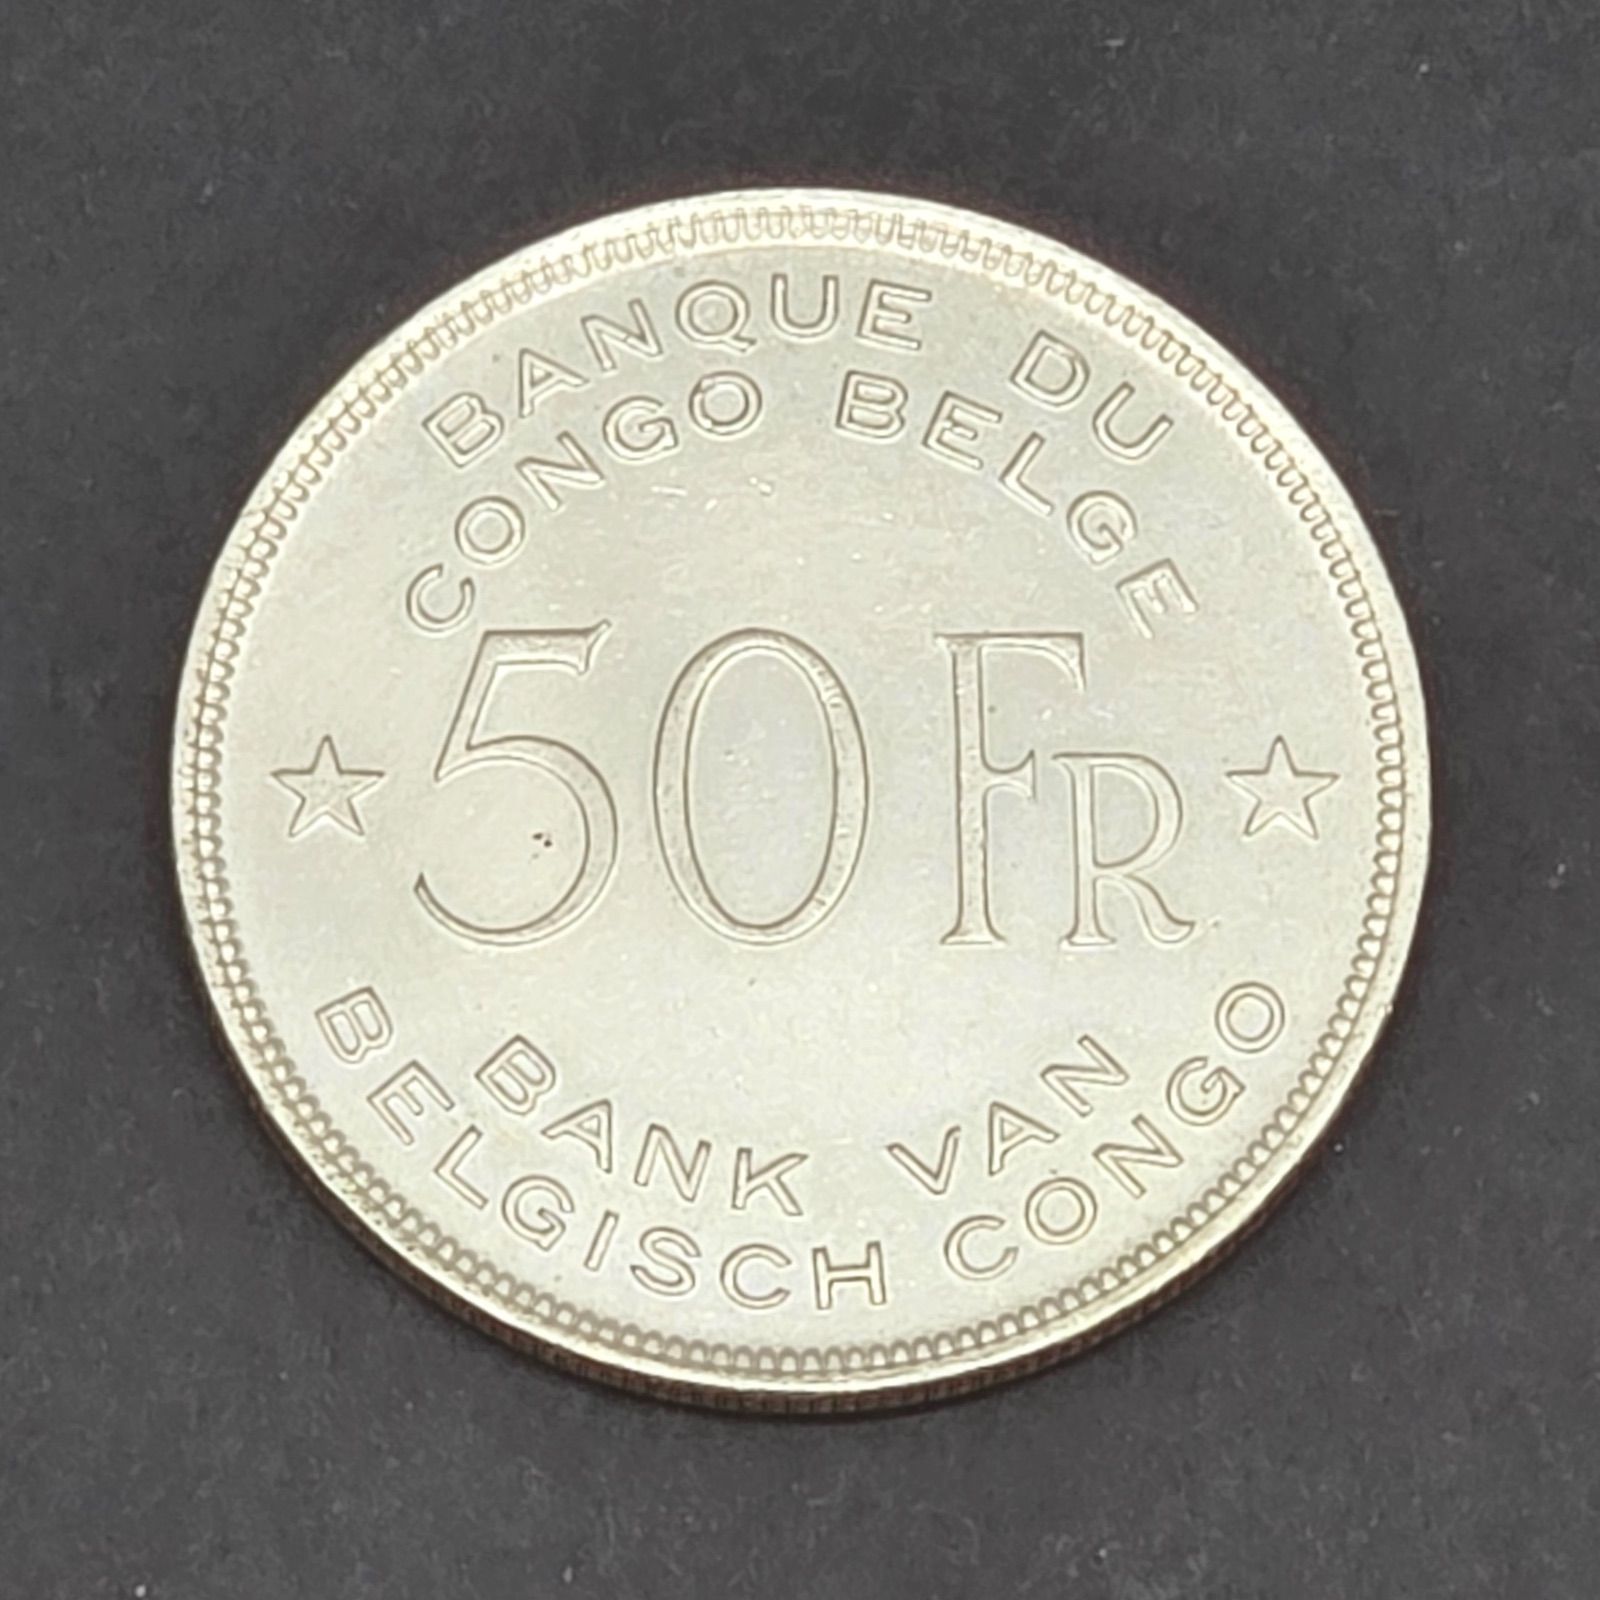 BANQUE DU
CONGO BELGE
50 FR
BANK VAN
BELGISCH CONGO